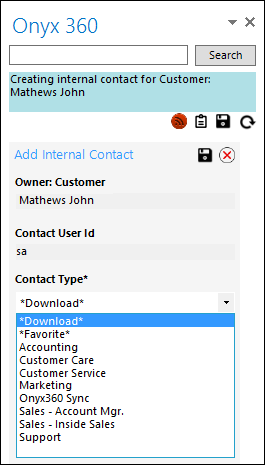 Onyx 360
Search
Creating internal contact for Customer:
Mathews John
Add Internal Contact
Owner: Customer
Mathews John
Contact User Id
sa
Contact Type*
*Download*
*Download*
*Favorite*
Accounting
Customer Care
Customer Service
Marketing
Onyx360 Sync
Sales - Account Mgr.
Sales - Inside Sales
Support